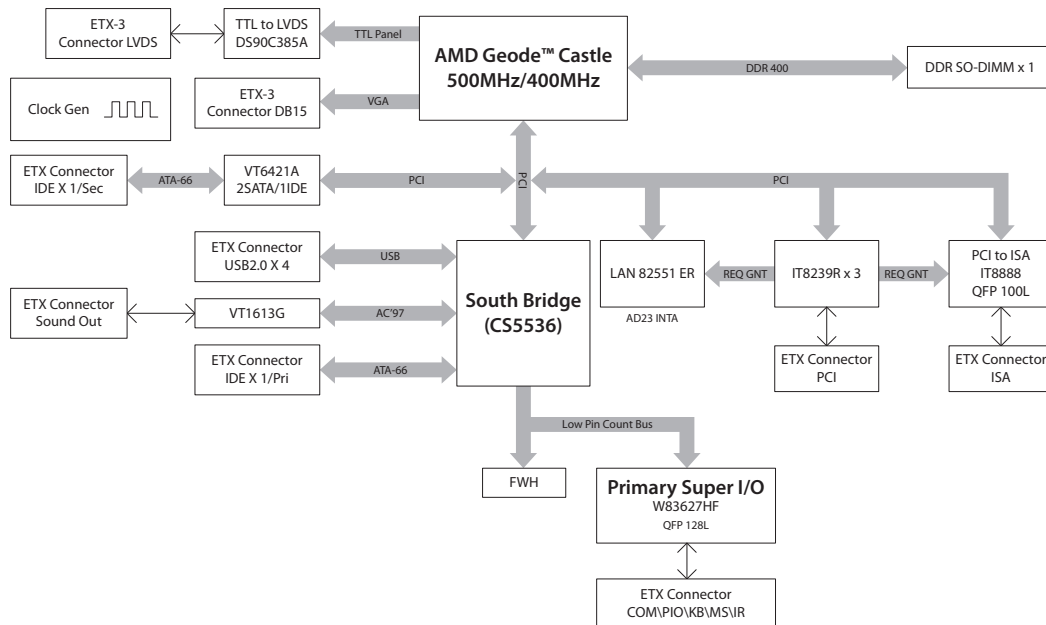 ETX-3
Connector LVDS
TTL to LVDS
DS90C385A
TTL Panel
AMD Geode™ Castle
500MHz/400MHz
DDR 400
DDR SO-DIMM x 1
Clock Gen
ETX-3
Connector DB15
VGA
ETX Connector
IDE X 1/Sec
ATA-66
VT6421A
2SATA/1IDE
PCI
PCI
PCI
ETX Connector
USB2.0 X 4
USB
ETX Connector
Sound Out
VT1613G
AC'97
ETX Connector
IDE X 1/Pri
ATA-66
South Bridge
(CS5536)
LAN 82551 ER
AD23 INTA
REQ GNT
IT8239R x 3
REQ GNT
PCI to ISA
IT8888
QFP 100L
ETX Connector
PCI
ETX Connector
ISA
Low Pin Count Bus
FWH
Primary Super I/O
W83627HF
QFP 128L
ETX Connector
COM\PIO\KB\MS\IR